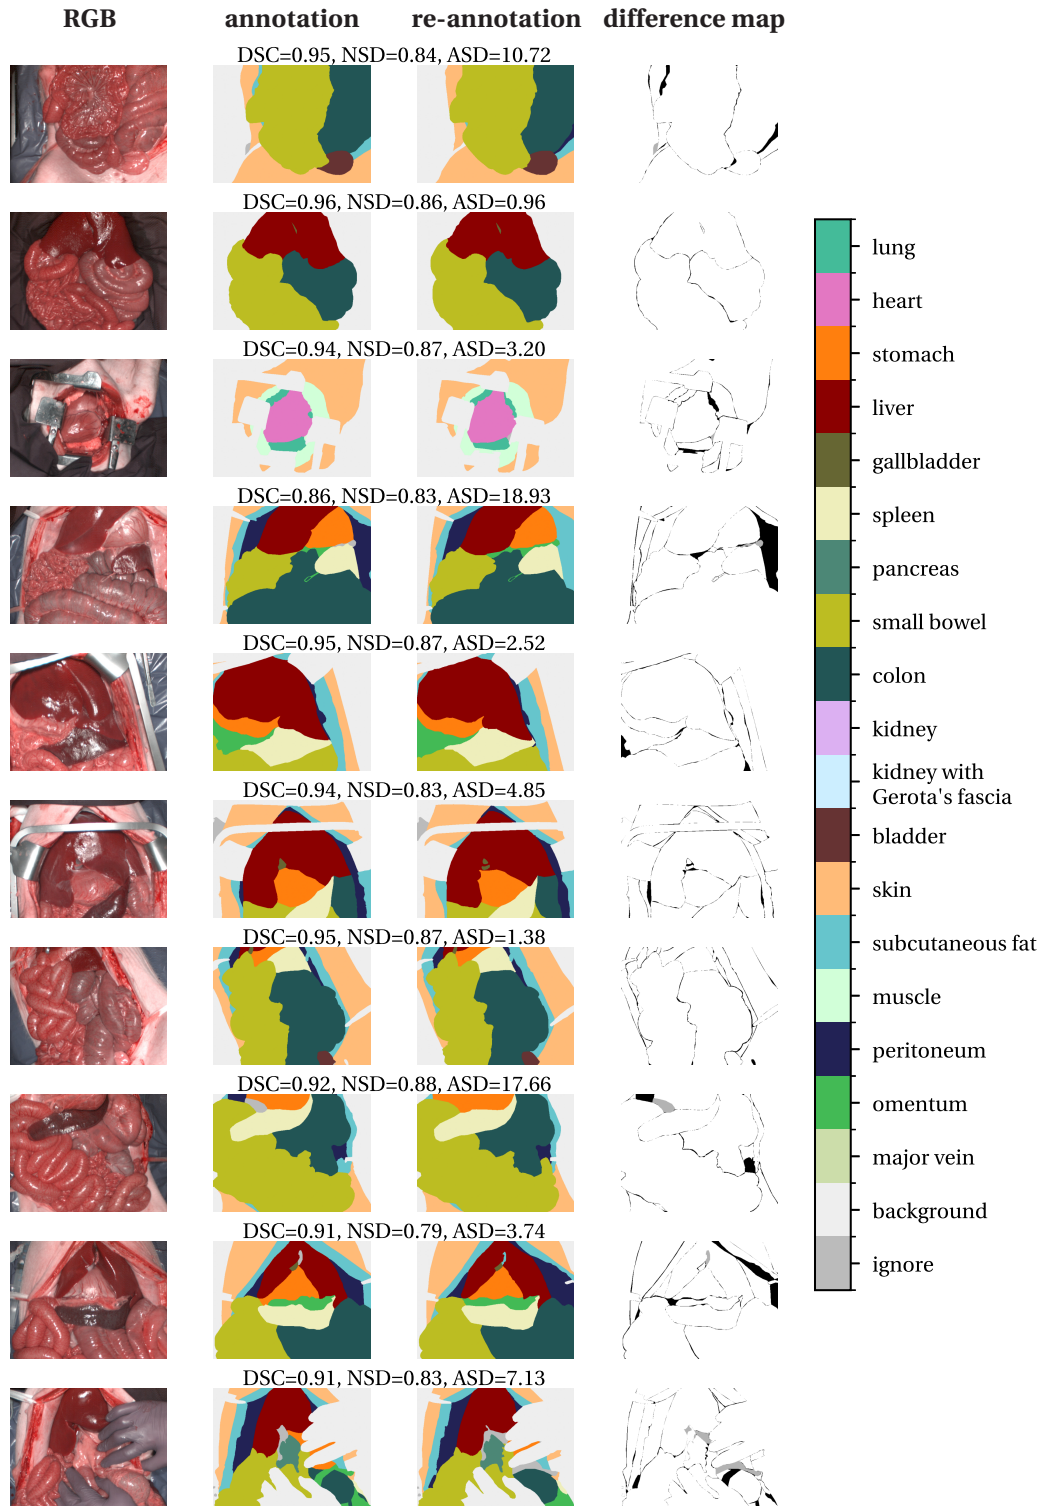 RGB annotation re-annotation difference map
DSC=0.95, NSD=0.84, ASD=10.72
DSC=0.96, NSD=0.86, ASD=0.96
DSC=0.94, NSD=0.87, ASD=3.20
DSC=0.86, NSD=0.83, ASD=18.93
DSC=0.95, NSD=0.87, ASD=2.52
DSC=0.94, NSD=0.83, ASD=4.85
DSC=0.95, NSD=0.87, ASD=1.38
DSC=0.92, NSD=0.88, ASD=17.66
DSC=0.91, NSD=0.79, ASD=3.74
DSC=0.91, NSD=0.83, ASD=7.13
lung
heart
stomach
liver
gallbladder
spleen
pancreas
small bowel
colon
kidney
kidney with
Gerota's fascia
bladder
skin
subcutaneous fat
muscle
peritoneum
omentum
major vein
background
ignore